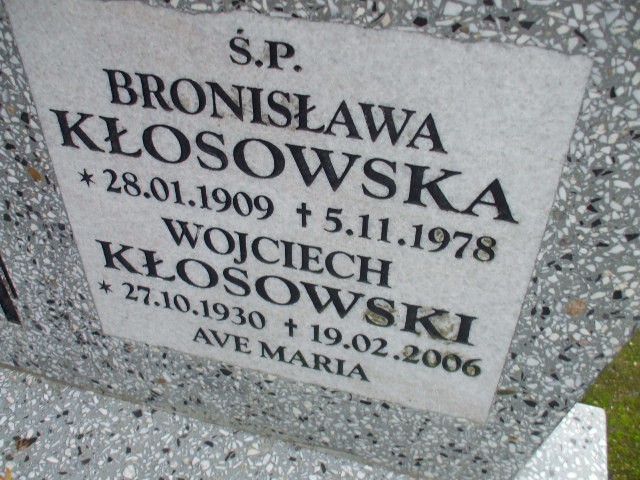 Ś.P.
BRONISŁAWA
KŁOSOWSKA
* 28.01.1909 † 5.11.1978
WOJCIECH
KŁOSOWSKI
* 27.10.1930 † 19.02.2006
AVE MARIA